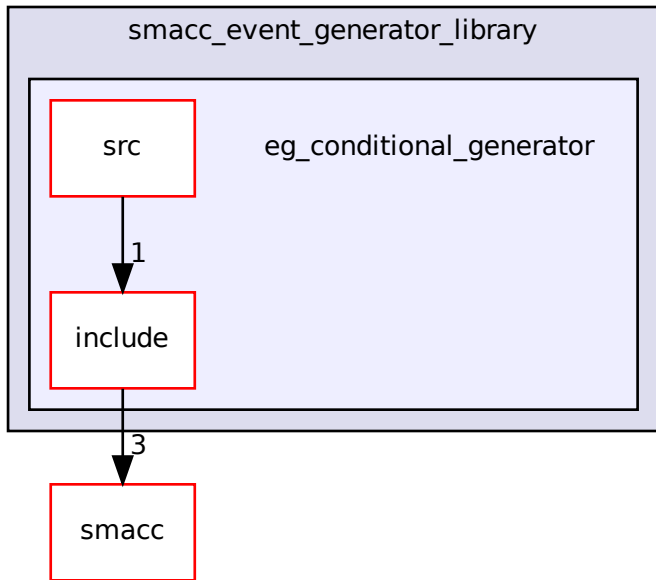 smacc_event_generator_library
src
eg_conditional_generator
1
include
3
smacc